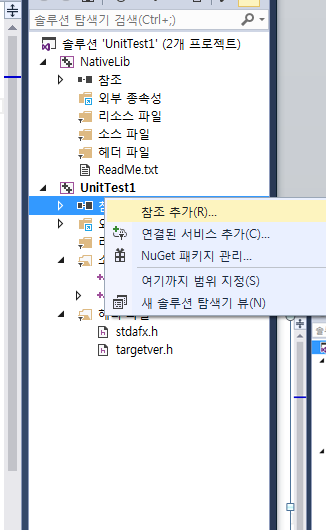 솔루션 탐색기 검색(Ctrl+;)
솔루션 'UnitTest1' (2개 프로젝트)
NativeLib
참조
외부 종속성
리소스 파일
소스 파일
헤더 파일
ReadMe.txt
UnitTest1
참조 추가(R)...
연결된 서비스 추가(C)...
NuGet 패키지 관리...
여기까지 범위 지정(S)
새 솔루션 탐색기 뷰(N)
stdafx.h
targetver.h